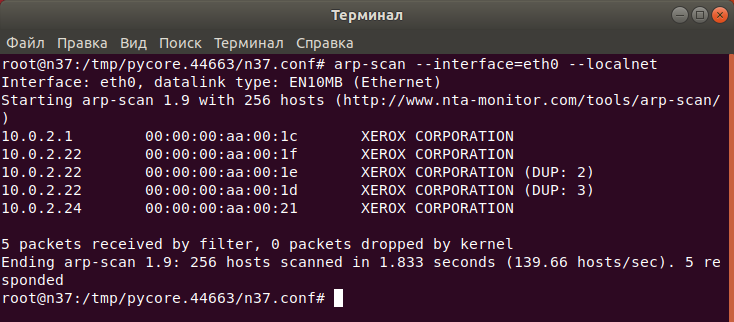 Терминал
Файл Правка Вид Поиск Терминал Справка
root@n37:/tmp/pycore.44663/n37.conf# arp-scan --interface=eth0 --localnet
Interface: eth0, datalink type: EN10MB (Ethernet)
Starting arp-scan 1.9 with 256 hosts (http://www.nta-monitor.com/tools/arp-scan/
)
10.0.2.1 00:00:00:aa:00:1c XEROX CORPORATION
10.0.2.22 00:00:00:aa:00:1f XEROX CORPORATION
10.0.2.22 00:00:00:aa:00:1e XEROX CORPORATION (DUP: 2)
10.0.2.22 00:00:00:aa:00:1d XEROX CORPORATION (DUP: 3)
10.0.2.24 00:00:00:aa:00:21 XEROX CORPORATION
5 packets received by filter, 0 packets dropped by kernel
Ending arp-scan 1.9: 256 hosts scanned in 1.833 seconds (139.66 hosts/sec). 5 re
sponded
root@n37:/tmp/pycore.44663/n37.conf#